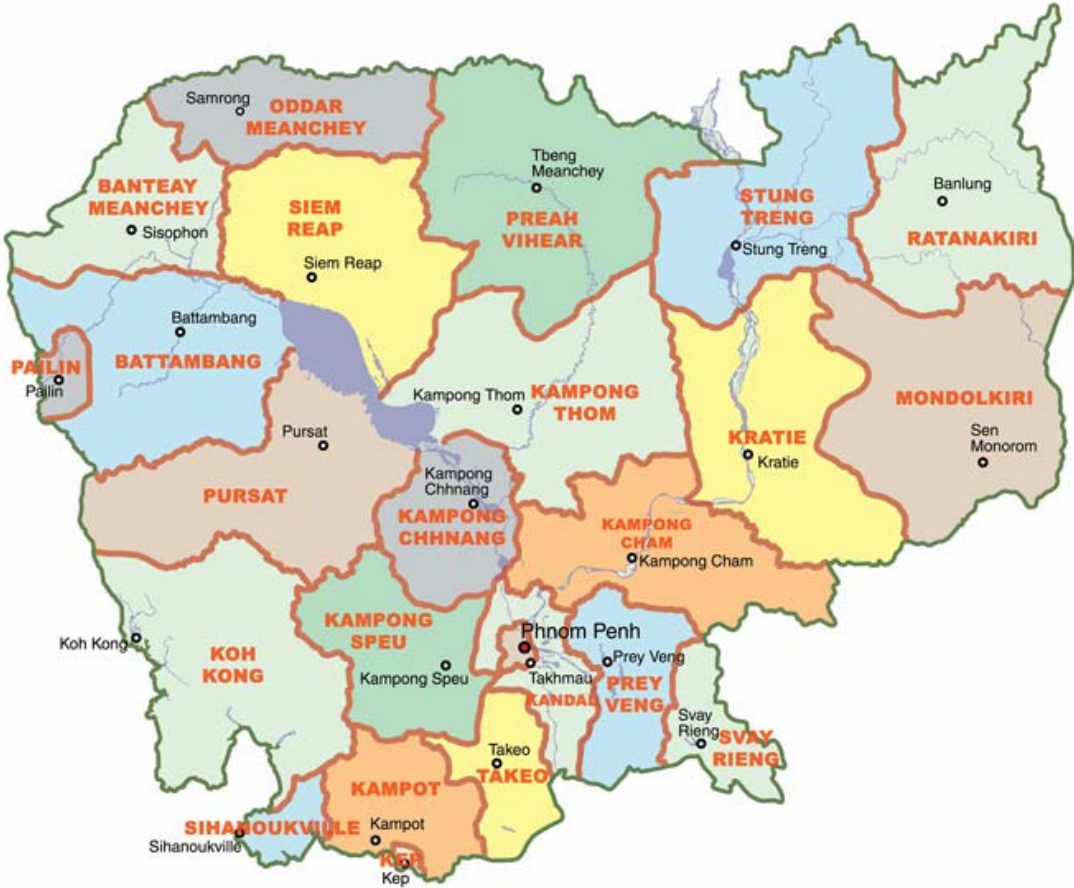 Samrong
ODDAR
MEANCHEY
Tbeng
Meanchey
BANTEAY
MEANCHEY
Sisophon
SIEM
REAP
Siem Reap
PREAH
VIHEAR
STUNG
TRENG
Stung Treng
Banlung
RATANAKIRI
Battambang
BATTAMBANG
PAILIN
Pailin
Kampong Thom
KAMPONG
THOM
MONDOLKIRI
Sen
Monorom
KRATIE
Kratie
Pursat
PURSAT
Kampong
Chhnang
KAMPONG
CHHNANG
KAMPONG
CHAM
Kampong Cham
Koh Kong
KOH
KONG
KAMPONG
SPEU
Kampong Speu
Phnom Penh
Takhmau
KANDAL
Prey Veng
PREY
VENG
Svay
Rieng
SVAY
RIENG
Takeo
TAKEO
KAMPOT
Kampot
SIHANOUKVILLE
Sihanoukville
KEP
Kep